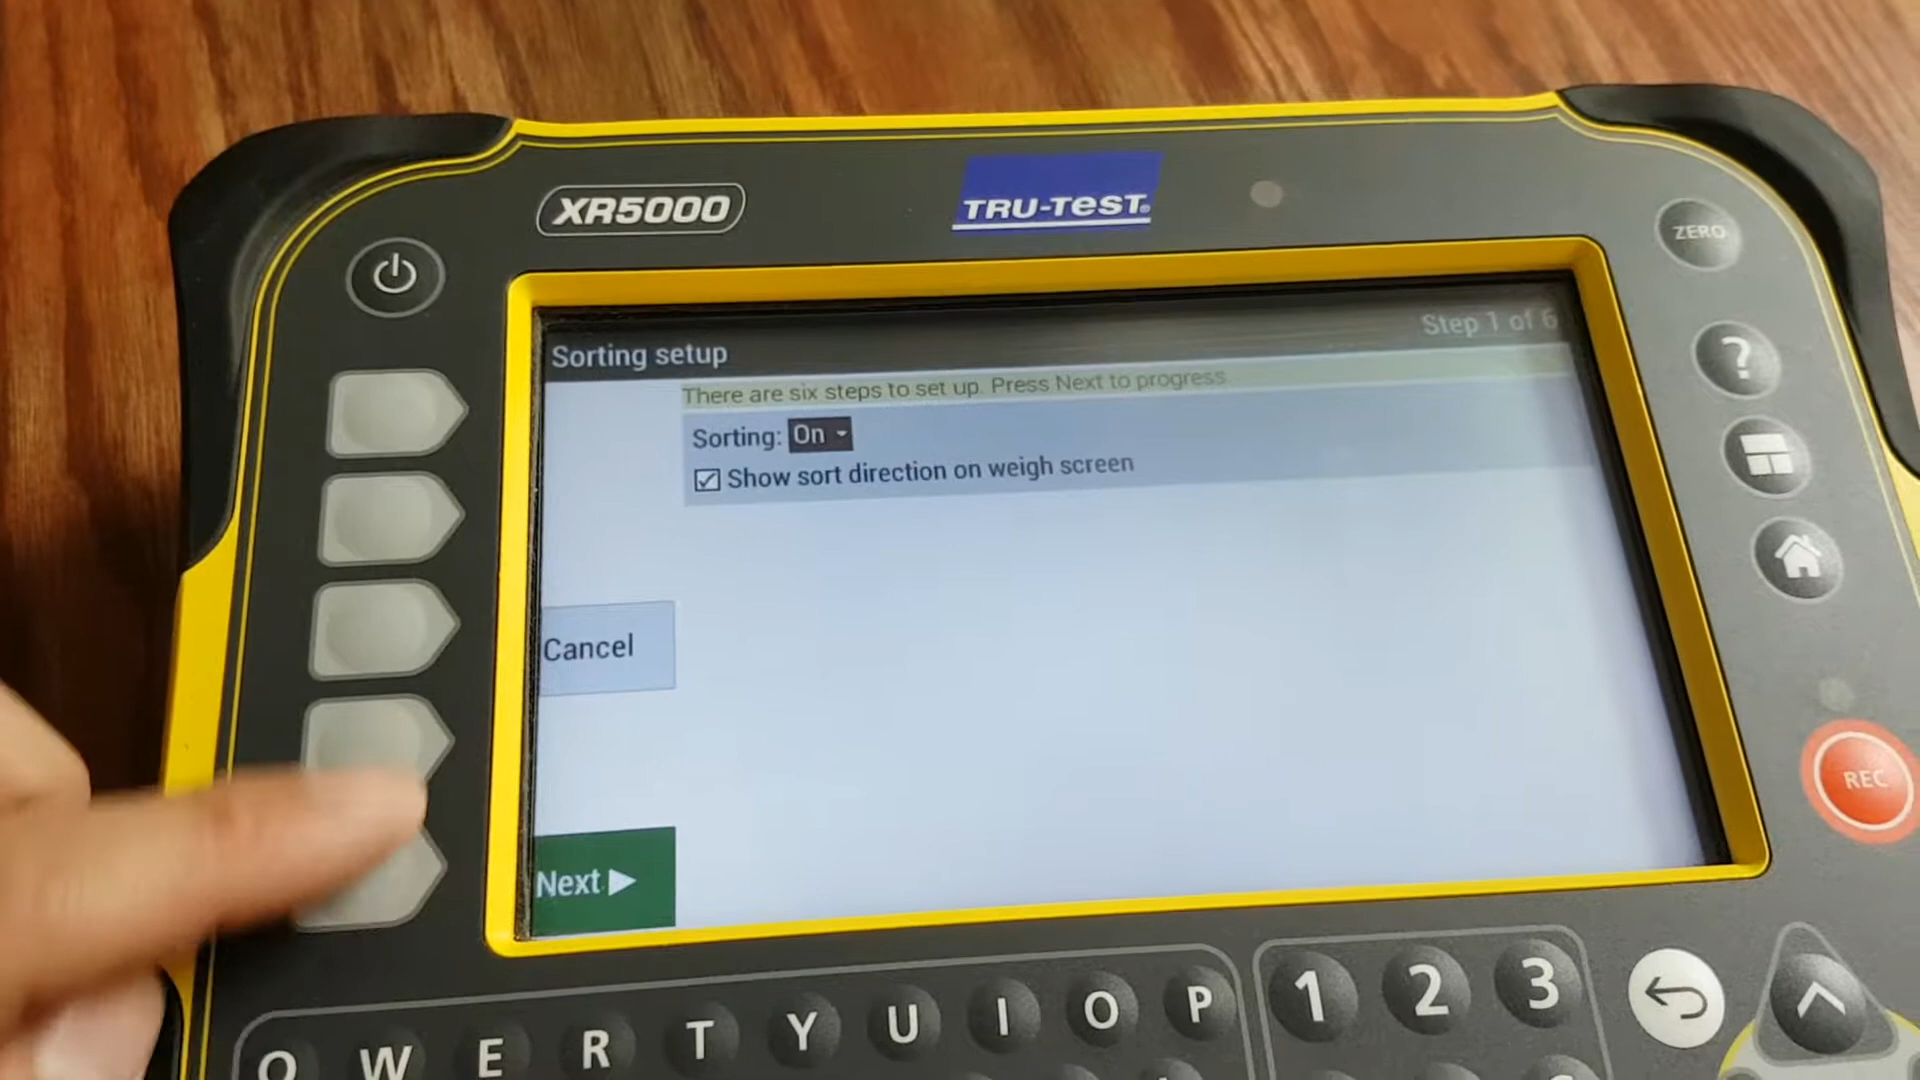 XR5000
TRU-TEST®
ZERO
Step 1 of 6
Sorting setup
There are six steps to set up. Press Next to progress
?
Sorting: On
Show sort direction on weigh screen
Cancel
REC
Next
Q W E R T Y U I O P
1 2 3